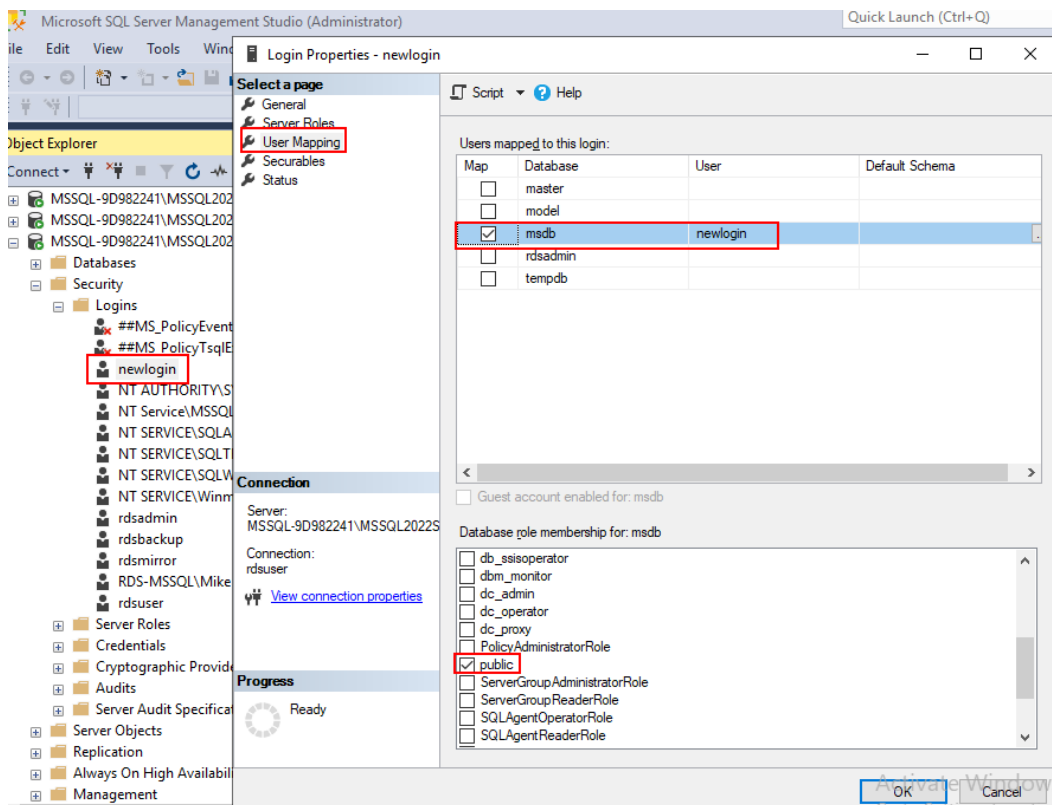 Microsoft SQL Server Management Studio (Administrator)
Quick Launch (Ctrl+Q)
ile Edit View Tools Wind
Object Explorer
Connect
MSSQL-9D982241\MSSQL202
MSSQL-9D982241\MSSQL202
MSSQL-9D982241\MSSQL202
Databases
Security
Logins
##MS_PolicyEvent
##MS_PolicyTsqlE
newlogin
NT AUTHORITY\S
NT Service\MSSQL
NT SERVICE\SQLA
NT SERVICE\SQLT
NT SERVICE\SQLW
NT SERVICE\Winm
rdsadmin
rdsbackup
rdsmirror
RDS-MSSQL\Mike
rdsuser
Server Roles
Credentials
Cryptographic Provide
Audits
Server Audit Specificat
Server Objects
Replication
Always On High Availabili
Management
Login Properties - newlogin
Select a page
General
Server Roles
User Mapping
Securables
Status
Connection
Server:
MSSQL-9D982241\MSSQL2022S
Connection:
rdsuser
View connection properties
Progress
Ready
Script Help
Users mapped to this login:
Map Database User Default Schema
master
model
msdb newlogin
rdsadmin
tempdb
Guest account enabled for: msdb
Database role membership for: msdb
db_ssisoperator
dbm_monitor
dc_admin
dc_operator
dc_proxy
PolicyAdministratorRole
public
ServerGroupAdministratorRole
ServerGroupReaderRole
SQLAgentOperatorRole
SQLAgentReaderRole
Activate Window
OK Cancel